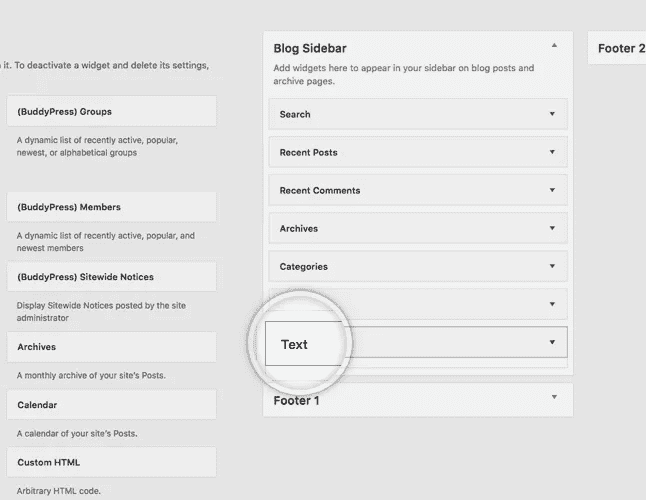 it. To deactivate a widget and delete its settings,
(BuddyPress) Groups
A dynamic list of recently active, popular,
newest, or alphabetical groups
(BuddyPress) Members
A dynamic list of recently active, popular, and
newest members
(BuddyPress) Sitewide Notices
Display Sitewide Notices posted by the site
administrator
Archives
A monthly archive of your site's Posts.
Calendar
A calendar of your site's Posts.
Custom HTML
Arbitrary HTML code.
Blog Sidebar
Add widgets here to appear in your sidebar on blog posts and
archive pages.
Search
Recent Posts
Recent Comments
Archives
Categories
Text
Footer 1
Footer 2